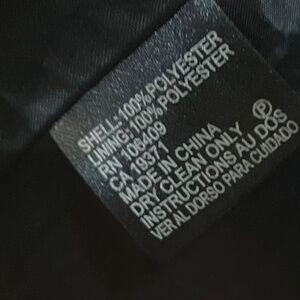 SHELL:100%POLYESTER
LINING:100%POLYESTER
RN 106409
CA 19371
MADE IN CHINA
DRY CLEAN ONLY Ⓟ
INSTRUCTIONS AU DOS
VER AL DORSO PARA CUIDADO